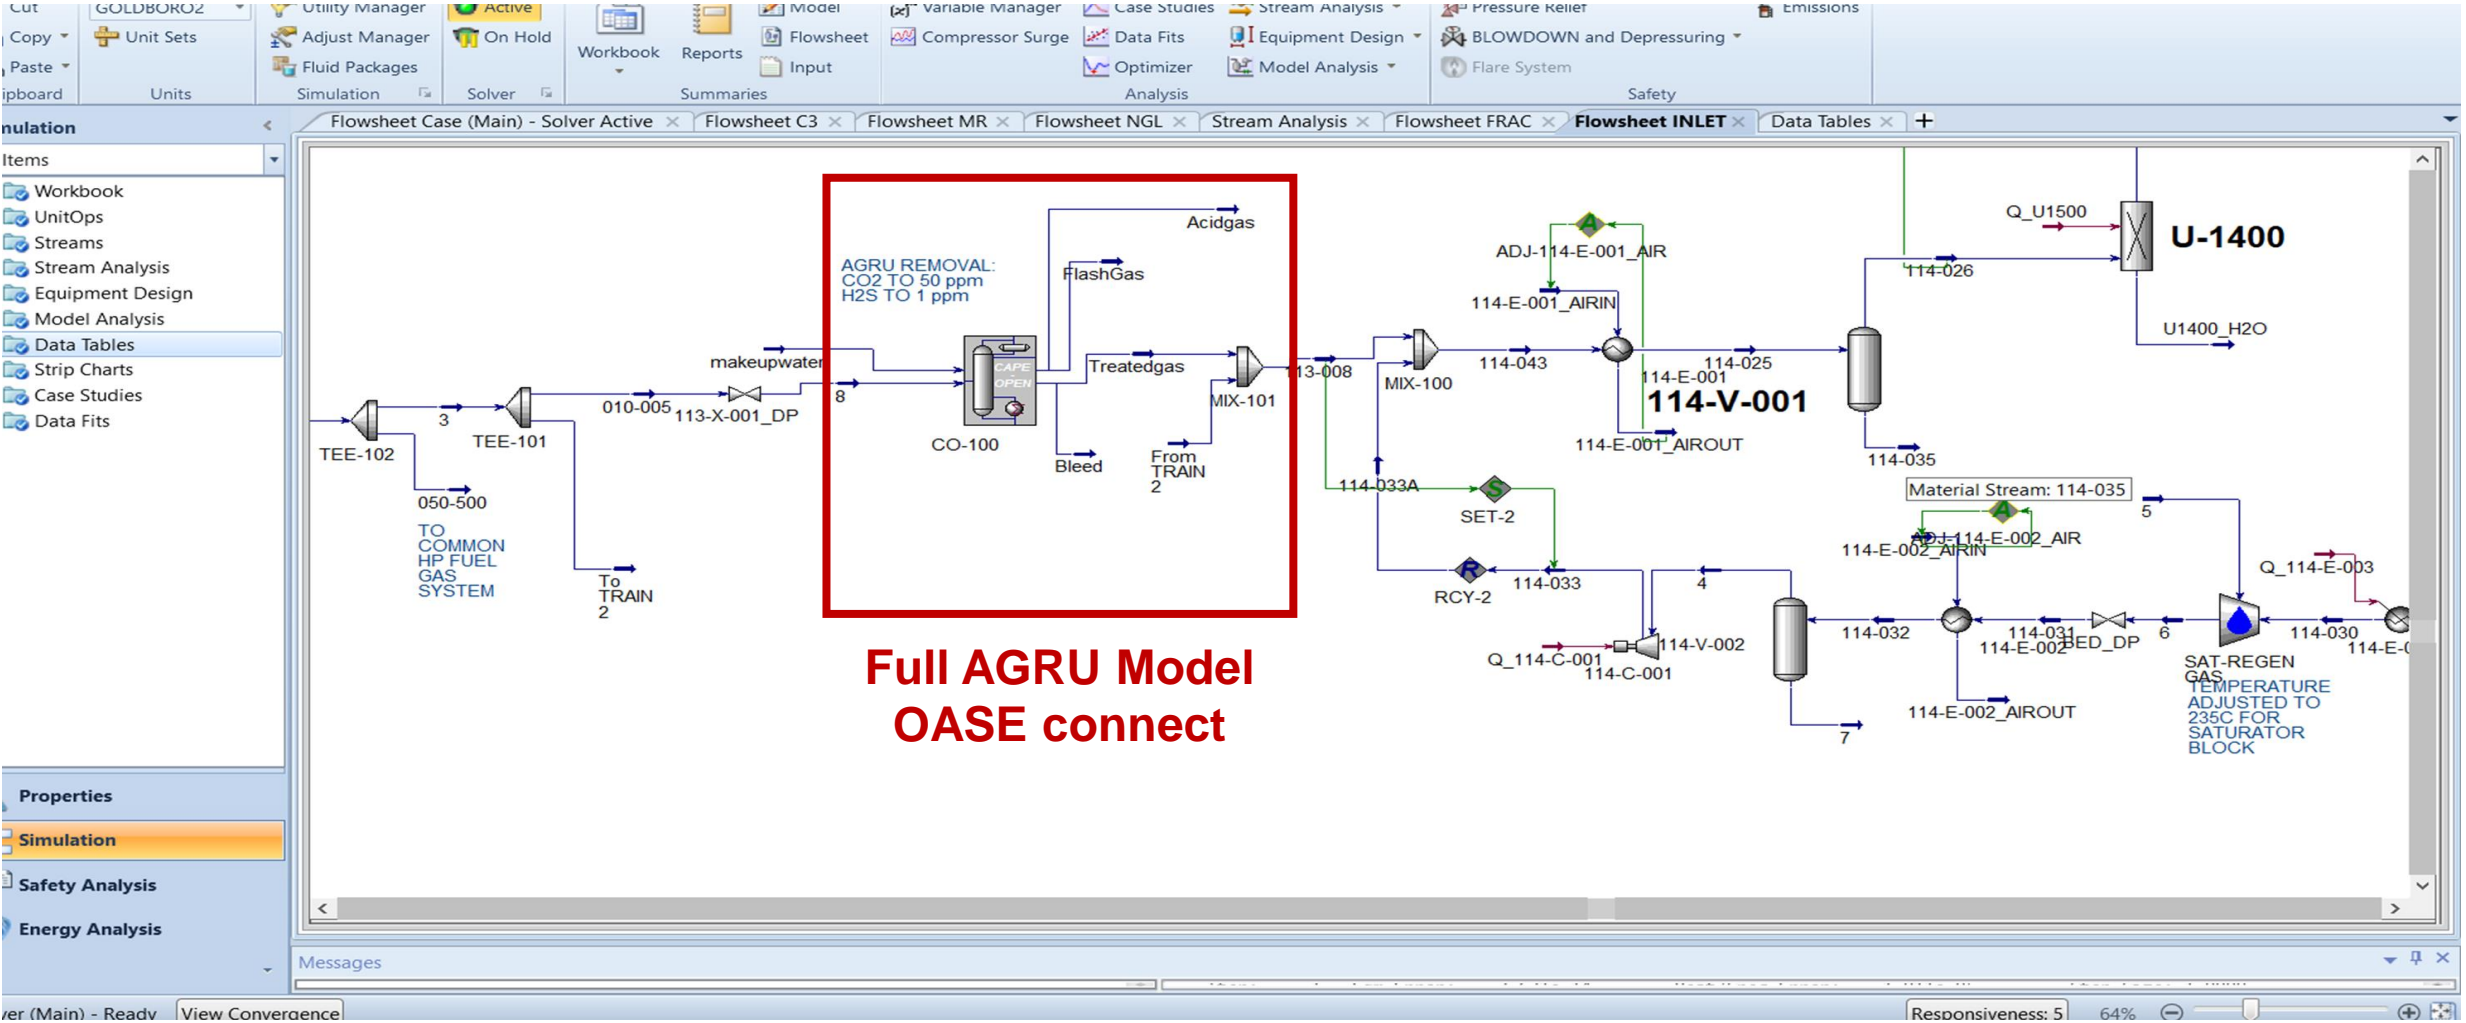 Cut
GOLDBORO2
Utility Manager
Active
Model
Variable Manager
Case Studies
Stream Analysis
Pressure Relief
Emissions
Copy
Unit Sets
Adjust Manager
On Hold
Workbook
Reports
Flowsheet
Compressor Surge
Data Fits
Equipment Design
BLOWDOWN and Depressuring
Paste
Fluid Packages
Input
Optimizer
Model Analysis
Flare System
ipboard
Units
Simulation
Solver
Summaries
Analysis
Safety
mulation
Flowsheet Case (Main) - Solver Active
Flowsheet C3
Flowsheet MR
Flowsheet NGL
Stream Analysis
Flowsheet FRAC
Flowsheet INLET
Data Tables
Items
Workbook
UnitOps
Streams
Stream Analysis
Equipment Design
Model Analysis
Data Tables
Strip Charts
Case Studies
Data Fits
Properties
Simulation
Safety Analysis
Energy Analysis
TEE-102
3
TEE-101
050-500
TO
COMMON
HP FUEL
GAS
SYSTEM
To
TRAIN
2
010-005
113-X-001_DP
makeupwater
8
AGRU REMOVAL:
CO2 TO 50 ppm
H2S TO 1 ppm
CAPE
-
OPEN
CO-100
Acidgas
FlashGas
Treatedgas
Bleed
From
TRAIN
2
MIX-101
113-008
MIX-100
114-043
ADJ-114-E-001_AIR
114-E-001_AIRIN
114-E-001
114-025
114-V-001
114-E-001_AIROUT
114-035
114-026
Q_U1500
U-1400
U1400_H2O
Material Stream: 114-035
A
A
S
R
114-033A
SET-2
RCY-2
114-033
4
Q_114-C-001
114-C-001
114-V-002
7
114-032
ADJ-114-E-002_AIR
114-E-002_AIRIN
114-E-002
114-E-002_AIROUT
114-031
BED_DP
6
5
SAT-REGEN
GAS
TEMPERATURE
ADJUSTED TO
235C FOR
SATURATOR
BLOCK
114-030
Q_114-E-003
Full AGRU Model
OASE connect
Messages
ver (Main) - Ready
View Convergence
Responsiveness: 5
64%